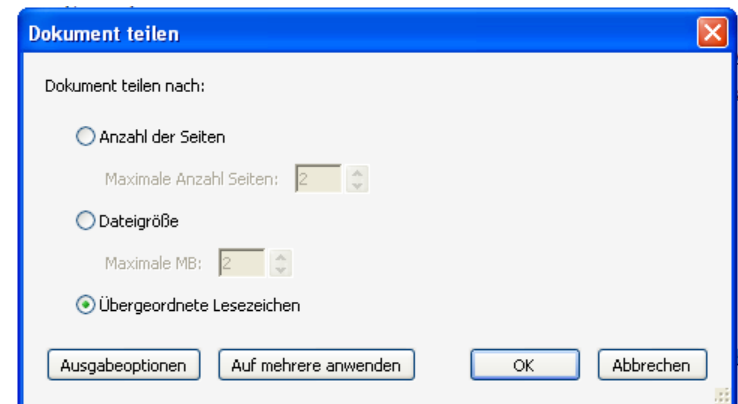 Dokument teilen
Dokument teilen nach:
Anzahl der Seiten
Maximale Anzahl Seiten: 2
Dateigröße
Maximale MB: 2
Übergeordnete Lesezeichen
Ausgabeoptionen Auf mehrere anwenden OK Abbrechen